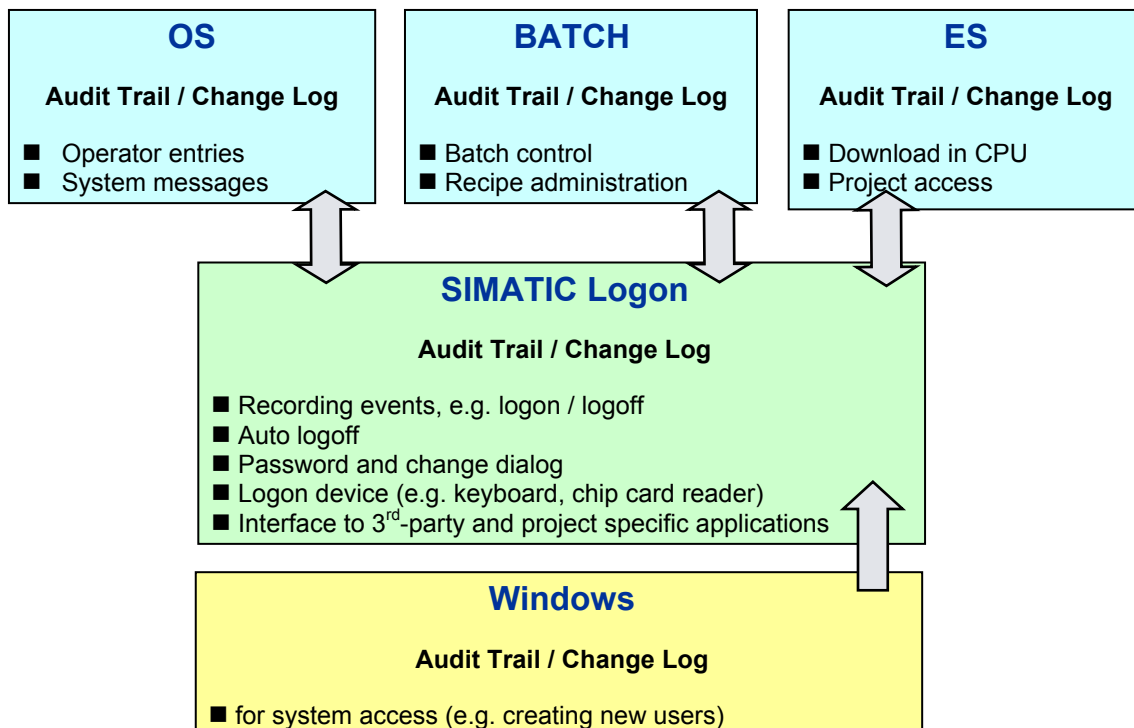 OS
Audit Trail / Change Log
■ Operator entries
■ System messages
BATCH
Audit Trail / Change Log
■ Batch control
■ Recipe administration
ES
Audit Trail / Change Log
■ Download in CPU
■ Project access
SIMATIC Logon
Audit Trail / Change Log
■ Recording events, e.g. logon / logoff
■ Auto logoff
■ Password and change dialog
■ Logon device (e.g. keyboard, chip card reader)
■ Interface to 3rd-party and project specific applications
Windows
Audit Trail / Change Log
■ for system access (e.g. creating new users)